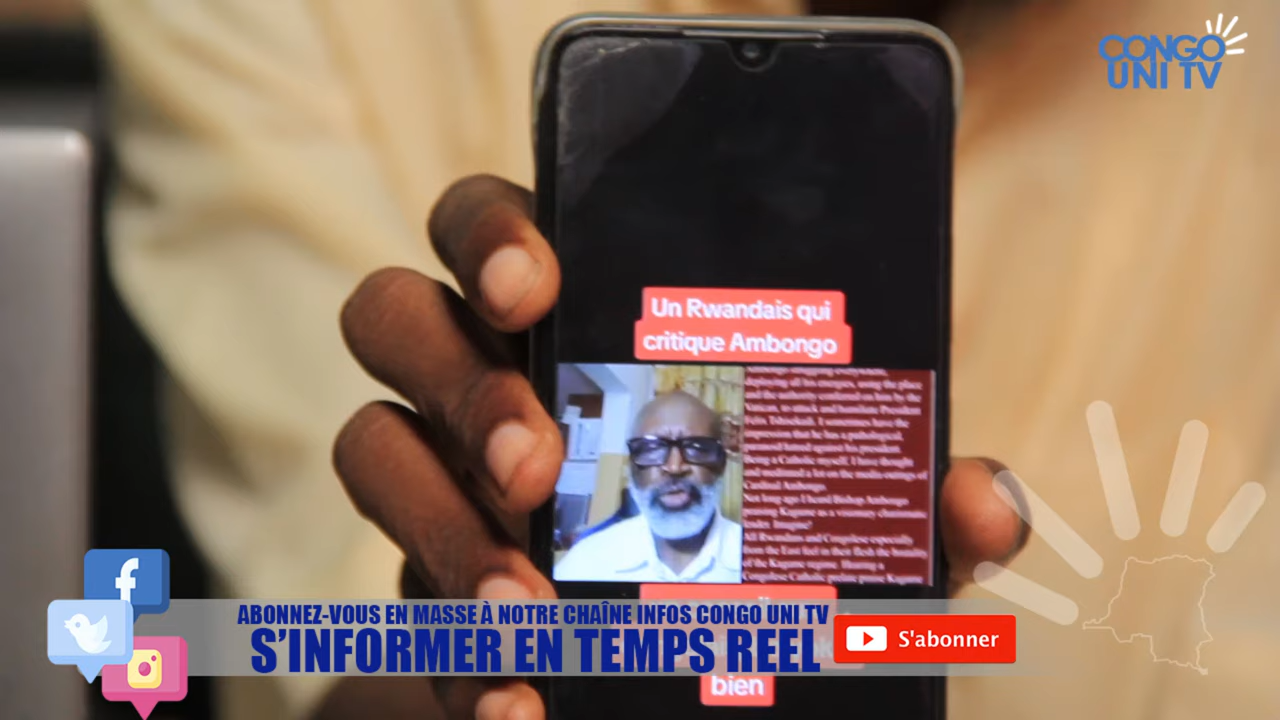 CONGO
UNI TV
Un Rwandais qui
critique Ambongo
deploying all his energies, using the place
and the authority conferred on him by the
Vatican, to attack and humiliate President
Felix Tshisekedi. I sometimes have the
impression that he has a pathological,
paranoid hatred against his president.
Being a Catholic myself, I have thought
and meditated a lot on the media outings of
Cardinal Ambongo.
Not long ago I heard Bishop Ambongo
praising Kagame as a visionary charismatic
leader. Imagine!
All Rwandans and Congolese especially
from the East feel in their flesh the brutality
of the Kagame regime. Hearing a
Congolese Catholic prelate praise Kagame
ABONNEZ-VOUS EN MASSE À NOTRE CHAÎNE INFOS CONGO UNI TV
S'INFORMER EN TEMPS REEL
S'abonner
bien